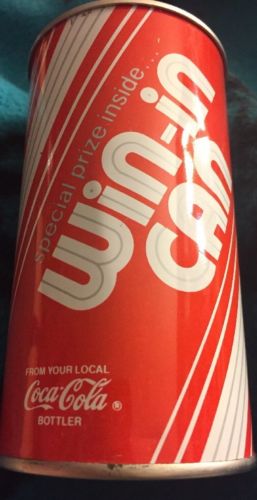 special prize inside...
win-in
CAN
FROM YOUR LOCAL
Coca-Cola ®
BOTTLER